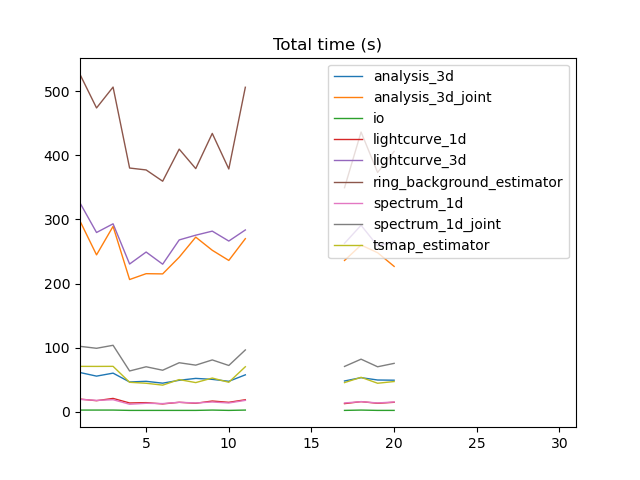 Total time (s)
analysis_3d
analysis_3d_joint
io
lightcurve_1d
lightcurve_3d
ring_background_estimator
spectrum_1d
spectrum_1d_joint
tsmap_estimator
500
400
300
200
100
0
5 10 15 20 25 30